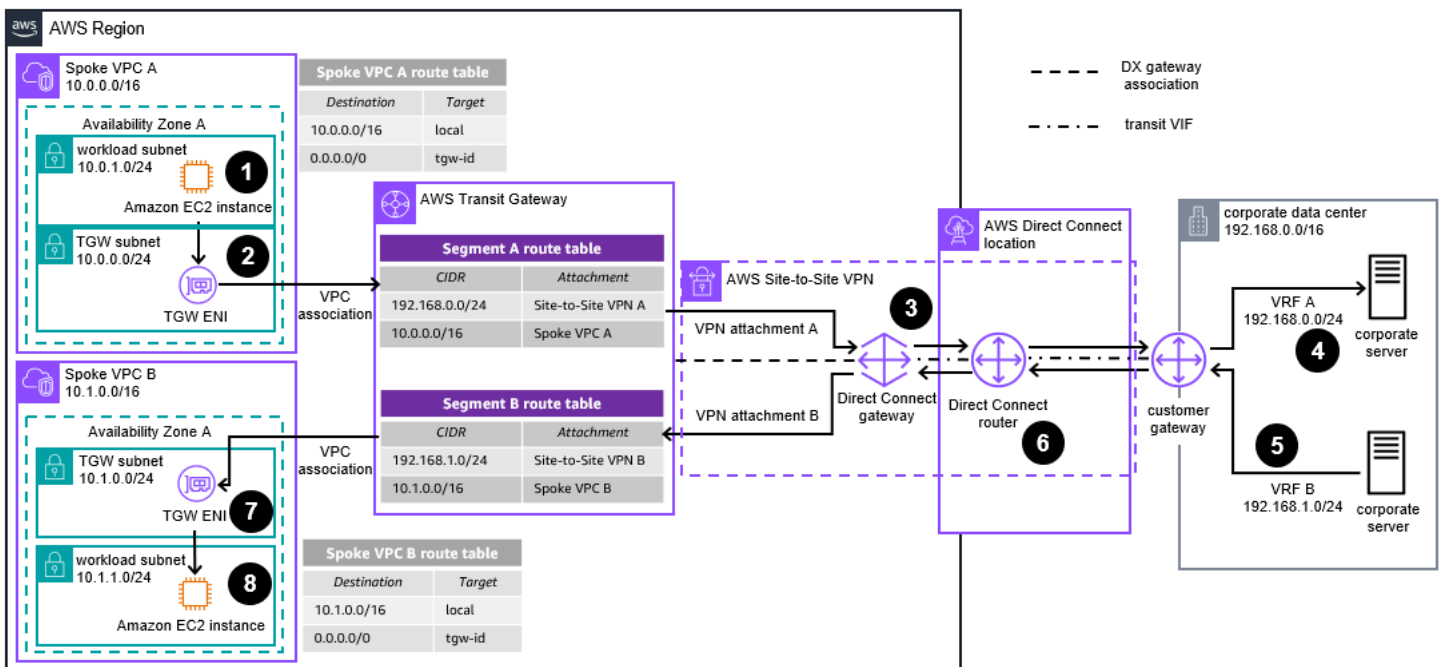 aws
AWS Region
Spoke VPC A
10.0.0.0/16
Availability Zone A
workload subnet
10.0.1.0/24
1
Amazon EC2 instance
TGW subnet
10.0.0.0/24
2
TGW ENI
Spoke VPC A route table
Destination Target
10.0.0.0/16 local
0.0.0.0/0 tgw-id
VPC
association
AWS Transit Gateway
Segment A route table
CIDR Attachment
192.168.0.0/24 Site-to-Site VPN A
10.0.0.0/16 Spoke VPC A
Segment B route table
CIDR Attachment
192.168.1.0/24 Site-to-Site VPN B
10.1.0.0/16 Spoke VPC B
Spoke VPC B
10.1.0.0/16
Availability Zone A
TGW subnet
10.1.0.0/24
TGW ENI
7
workload subnet
10.1.1.0/24
8
Amazon EC2 instance
VPC
association
Spoke VPC B route table
Destination Target
10.1.0.0/16 local
0.0.0.0/0 tgw-id
AWS Site-to-Site VPN
VPN attachment A
3
VPN attachment B
Direct Connect
gateway
AWS Direct Connect
location
Direct Connect
router
6
customer
gateway
DX gateway
association
transit VIF
corporate data center
192.168.0.0/16
VRF A
192.168.0.0/24
4
corporate
server
5
VRF B
192.168.1.0/24
corporate
server